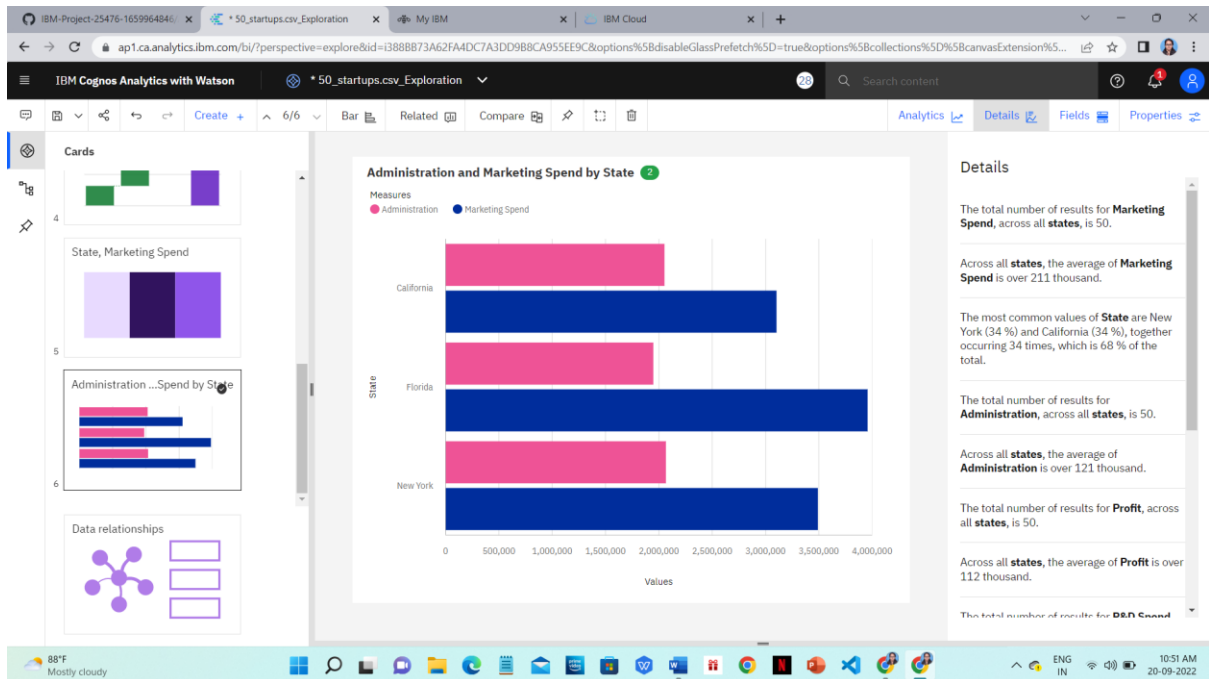 IBM-Project-25476-1659964846/
* 50_startups.csv_Exploration
My IBM
IBM Cloud
ap1.ca.analytics.ibm.com/bi/?perspective=explore&id=i388BB73A62FA4DC7A3DD9B8CA955EE9C&options%5BdisableGlassPrefetch%5D=true&options%5Bcollections%5D%5BcanvasExtension%5...
IBM Cognos Analytics with Watson
* 50_startups.csv_Exploration
28
Search content
1
Create +
6/6
Bar
Related
Compare
Analytics
Details
Fields
Properties
Cards
4
State, Marketing Spend
5
Administration ...Spend by State
6
Data relationships
Administration and Marketing Spend by State 2
Measures
Administration
Marketing Spend
State
California
Florida
New York
0 500,000 1,000,000 1,500,000 2,000,000 2,500,000 3,000,000 3,500,000 4,000,000
Values
Details
The total number of results for Marketing
Spend, across all states, is 50.
Across all states, the average of Marketing
Spend is over 211 thousand.
The most common values of State are New
York (34 %) and California (34 %), together
occurring 34 times, which is 68 % of the
total.
The total number of results for
Administration, across all states, is 50.
Across all states, the average of
Administration is over 121 thousand.
The total number of results for Profit, across
all states, is 50.
Across all states, the average of Profit is over
112 thousand.
The total number of results for R&D Spend
88°F
Mostly cloudy
ENG
IN
10:51 AM
20-09-2022